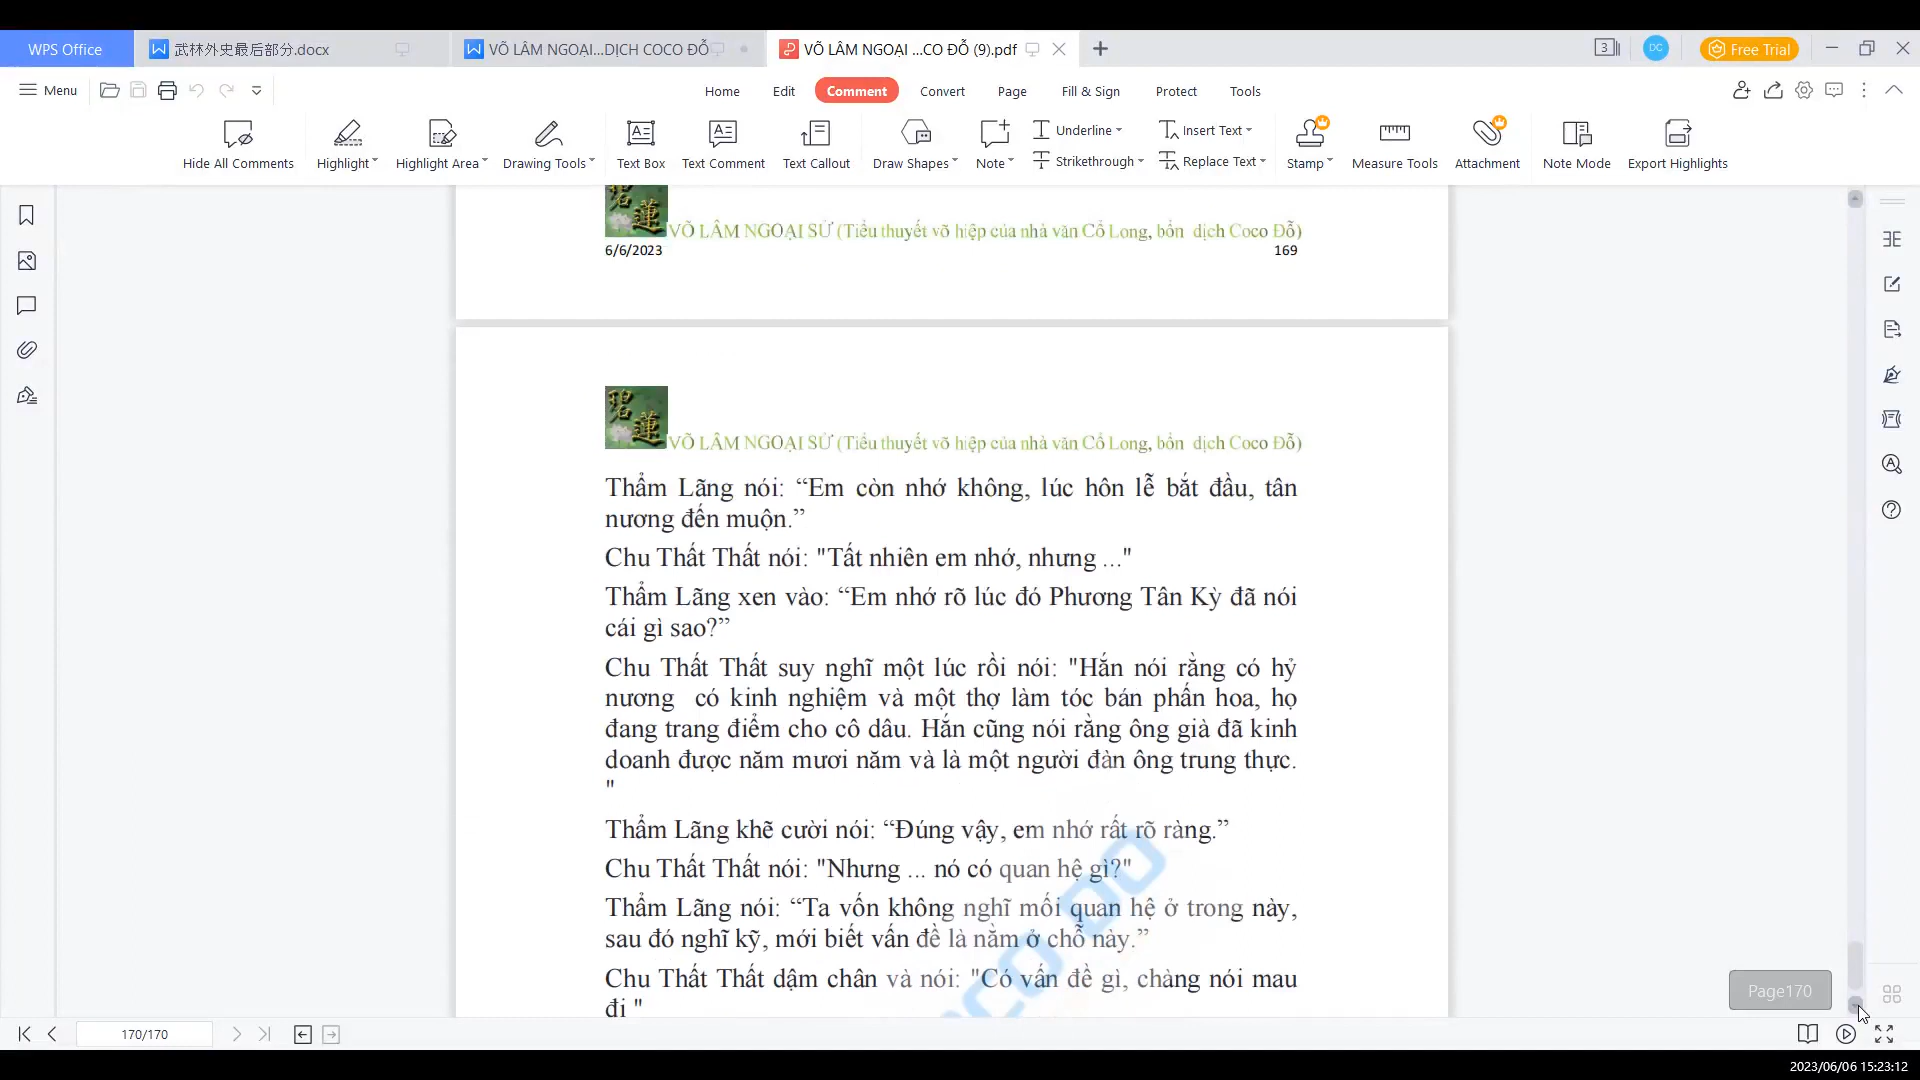 WPS Office
武林外史最后部分.docx
VÕ LÂM NGOẠI...DỊCH COCO ĐỖ
VÕ LÂM NGOẠI ...CO ĐỖ (9).pdf
3
DC
Free Trial
Menu
Home
Edit
Comment
Convert
Page
Fill & Sign
Protect
Tools
Hide All Comments
Highlight
Highlight Area
Drawing Tools
Text Box
Text Comment
Text Callout
Draw Shapes
Note
Underline
Strikethrough
Insert Text
Replace Text
Stamp
Measure Tools
Attachment
Note Mode
Export Highlights
碧蓮
VÕ LÂM NGOẠI SỬ (Tiểu thuyết võ hiệp của nhà văn Cổ Long, bổn dịch Coco Đỗ)
6/6/2023
169
碧蓮
VÕ LÂM NGOẠI SỬ (Tiểu thuyết võ hiệp của nhà văn Cổ Long, bổn dịch Coco Đỗ)
Thẩm Lãng nói: “Em còn nhớ không, lúc hôn lễ bắt đầu, tân
nương đến muộn.”
Chu Thất Thất nói: "Tất nhiên em nhớ, nhưng ..."
Thẩm Lãng xen vào: “Em nhớ rõ lúc đó Phương Tân Kỳ đã nói
cái gì sao?”
Chu Thất Thất suy nghĩ một lúc rồi nói: "Hắn nói rằng có hỷ
nương có kinh nghiệm và một thợ làm tóc bán phấn hoa, họ
đang trang điểm cho cô dâu. Hắn cũng nói rằng ông già đã kinh
doanh được năm mươi năm và là một người đàn ông trung thực.
"
Thẩm Lãng khẽ cười nói: “Đúng vậy, em nhớ rất rõ ràng.”
Chu Thất Thất nói: "Nhưng ... nó có quan hệ gì?"
Thẩm Lãng nói: “Ta vốn không nghĩ mối quan hệ ở trong này,
sau đó nghĩ kỹ, mới biết vấn đề là nằm ở chỗ này.”
Chu Thất Thất dậm chân và nói: "Có vấn đề gì, chàng nói mau
đi "
CO DO
Page170
170/170
2023/06/06 15:23:12